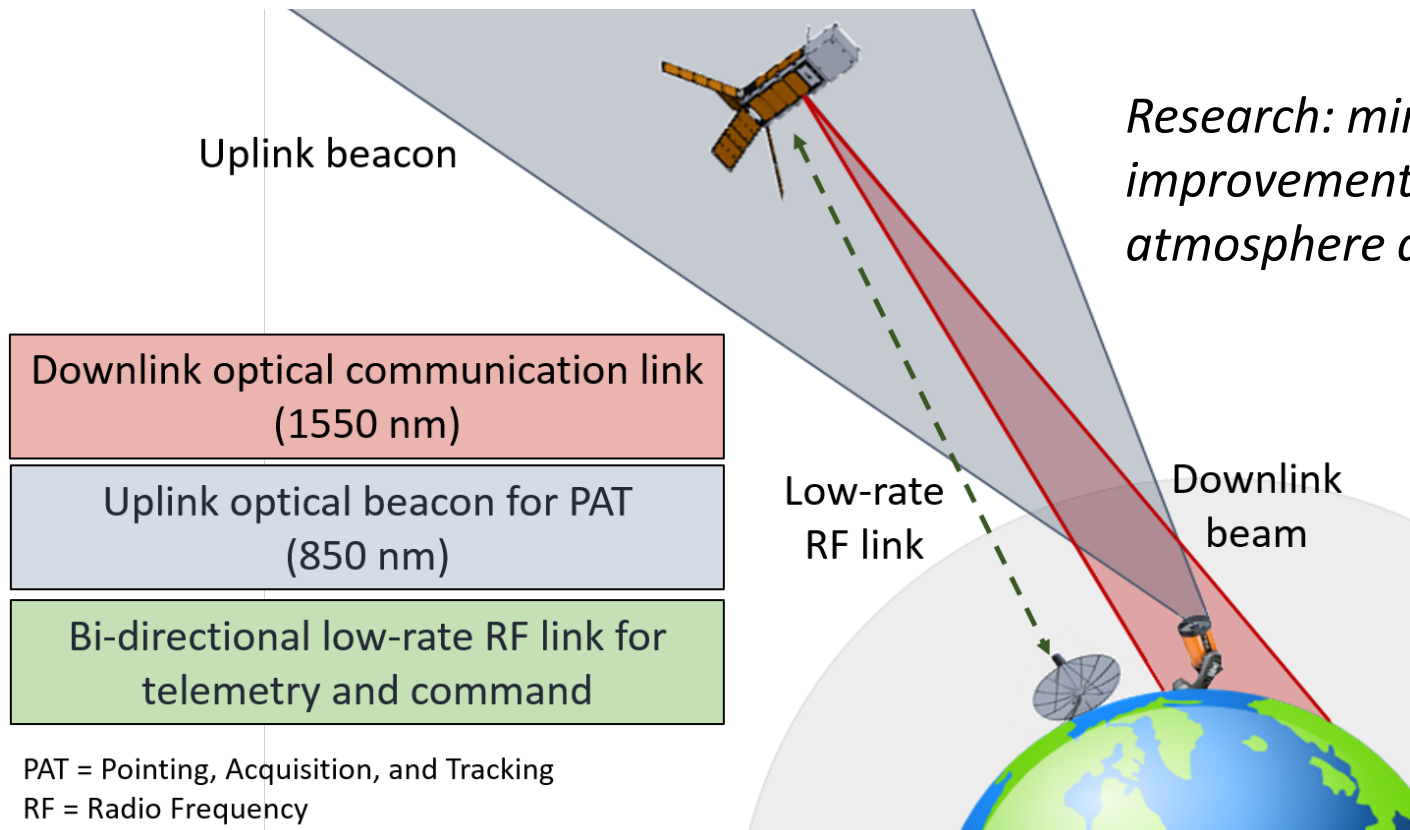 Uplink beacon
Research: 
improvement
atmosphere
Downlink optical communication link
(1550 nm)
Uplink optical beacon for PAT
(850 nm)
Bi-directional low-rate RF link for
telemetry and command
Low-rate
RF link
Downlink
beam
PAT = Pointing, Acquisition, and Tracking
RF = Radio Frequency